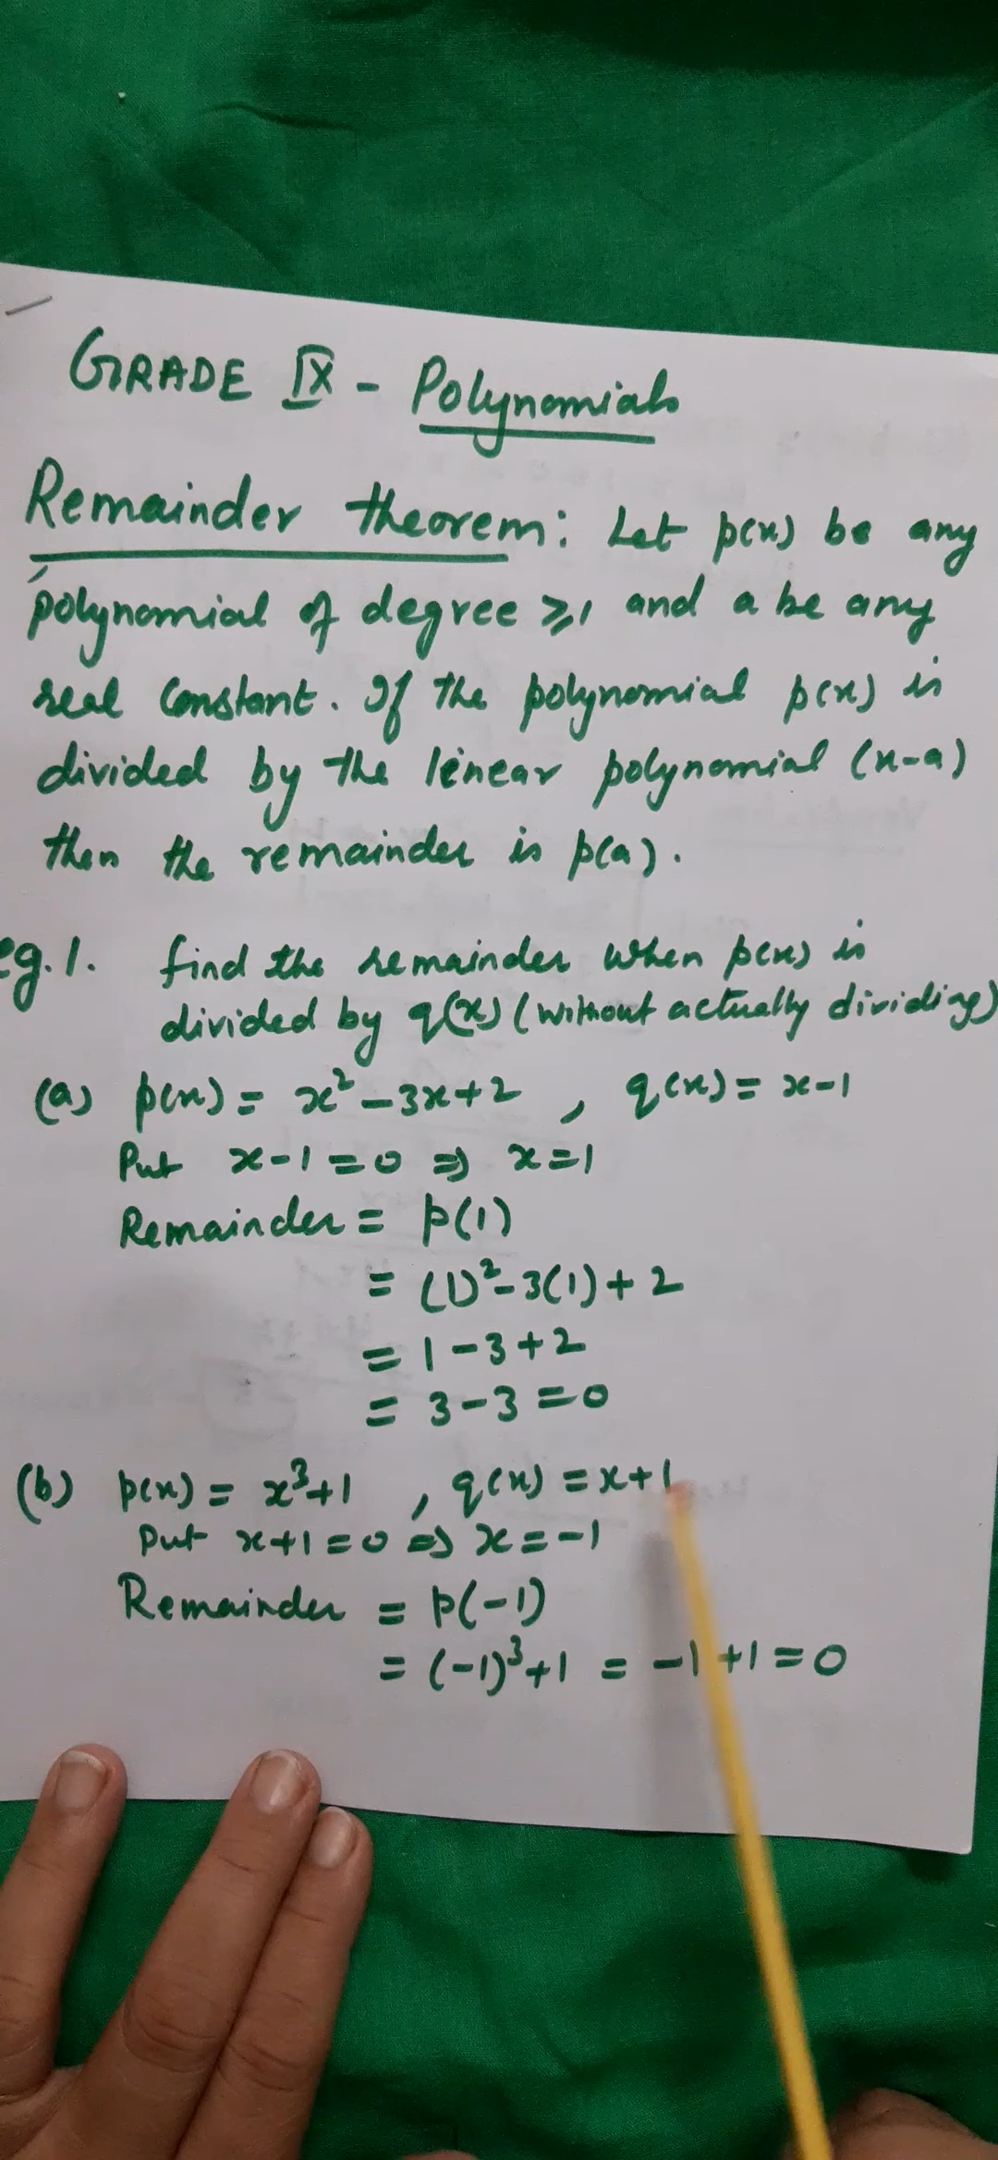 GRADE IX - Polynomials
Remainder theorem: Let p(x) be any
polynomial of degree ⩾1 and a be any
real constant. If the polynomial p(x) is
divided by the linear polynomial (x-a)
then the remainder is p(a).
eg.1. find the remainder when p(x) is
divided by q(x) (without actually dividing)
(a) p(x) = x² - 3x + 2 , q(x) = x-1
Put x-1=0 ⇒ x=1
Remainder = p(1)
= (1)² - 3(1) + 2
= 1 - 3 + 2
= 3 - 3 = 0
(b) p(x) = x³+1 , q(x) = x+1
Put x+1=0 ⇒ x=-1
Remainder = p(-1)
= (-1)³+1 = -1+1=0